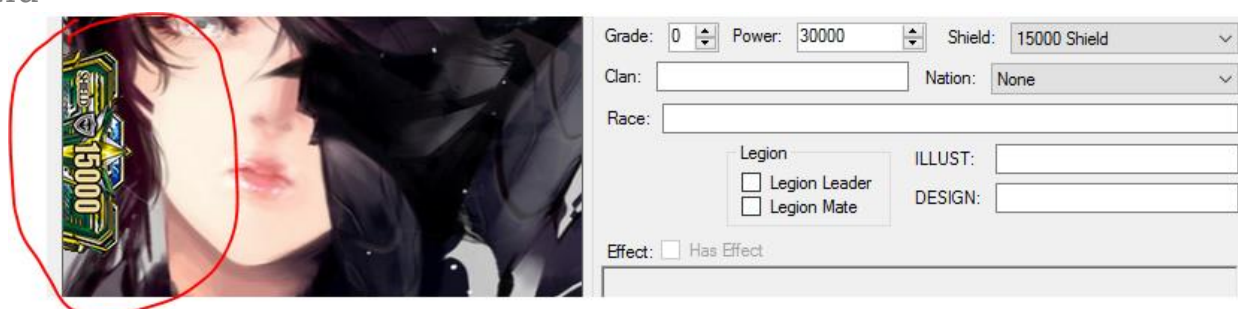 Grade: 0 Power: 30000 Shield: 15000 Shield
Clan: Nation: None
Race:
Legion
Legion Leader
Legion Mate
ILLUST:
DESIGN:
Effect: Has Effect
SHIELD
15000